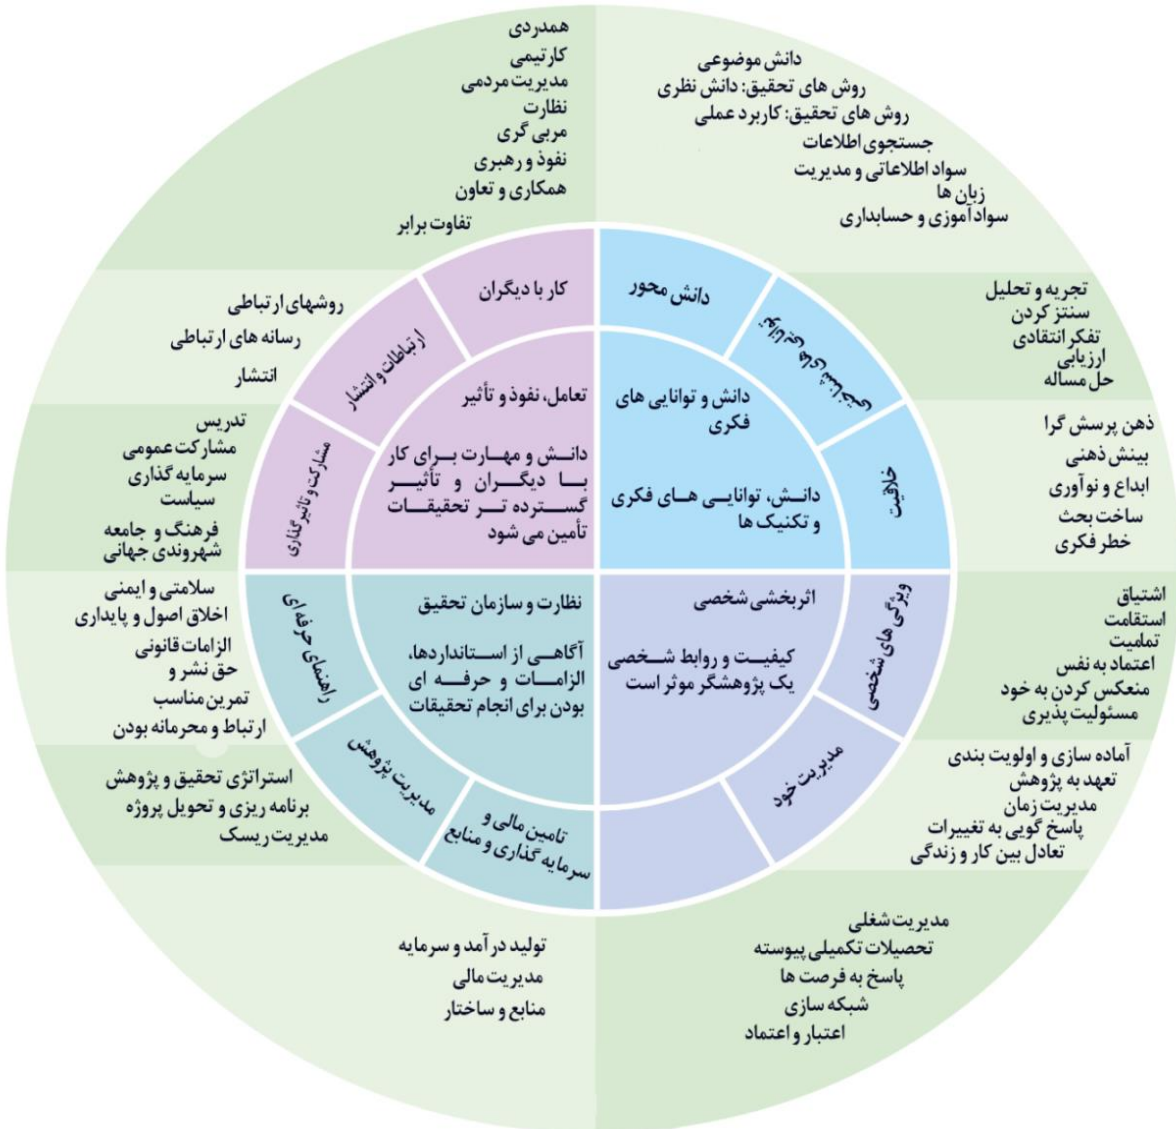 همدردی
کارتیمی
مدیریت مردمی
نظارت
مربی گری
نفوذ و رهبری
همکاری و تعاون
تفاوت برابر
دانش موضوعی
روش های تحقیق: دانش نظری
روش های تحقیق: کاربرد عملی
جستجوی اطلاعات
سواد اطلاعاتی و مدیریت
زبان ها
سوادآموزی و حسابداری
تجربه و تحلیل
سنتز کردن
تفکر انتقادی
ارزیابی
حل مساله
ذهن پرسش گرا
بینش ذهنی
ابداع و نوآوری
ساخت بحث
خطر فکری
اشتیاق
استقامت
تمامیت
اعتماد به نفس
منعکس کردن به خود
مسئولیت پذیری
آماده سازی و اولویت بندی
تعهد به پژوهش
مدیریت زمان
پاسخ گویی به تغییرات
تعادل بین کار و زندگی
مدیریت شغلی
تحصیلات تکمیلی پیوسته
پاسخ به فرصت ها
شبکه سازی
اعتبار و اعتماد
تولید در آمد و سرمایه
مدیریت مالی
منابع و ساختار
استراتژی تحقیق و پژوهش
برنامه ریزی و تحویل پروژه
مدیریت ریسک
سلامتی و ایمنی
اخلاق اصول و پایداری
الزامات قانونی
حق نشر و
تمرین مناسب
ارتباط و محرمانه بودن
تدریس
مشارکت عمومی
سرمایه گذاری
سیاست
فرهنگ و جامعه
شهروندی جهانی
روشهای ارتباطی
رسانه های ارتباطی
انتشار
دانش محور
توانایی های شناختی
خلاقیت
ویژگی های شخصی
مدیریت خود
تامین مالی و
سرمایه گذاری و منابع
مدیریت پژوهش
راهنمای حرفه ای
مشارکت و تاثیر گذاری
ارتباطات و انتشار
کار با دیگران
دانش و توانایی های
فکری
دانش، توانایی های فکری
و تکنیک ها
اثربخشی شخصی
کیفیت و روابط شخصی
یک پژوهشگر موثر است
نظارت و سازمان تحقیق
آگاهی از استانداردها،
الزامات و حرفه ای
بودن برای انجام تحقیقات
تعامل، نفوذ و تأثیر
دانش و مهارت برای کار
با دیگران و تأثیر
گسترده تر تحقیقات
تأمین می شود